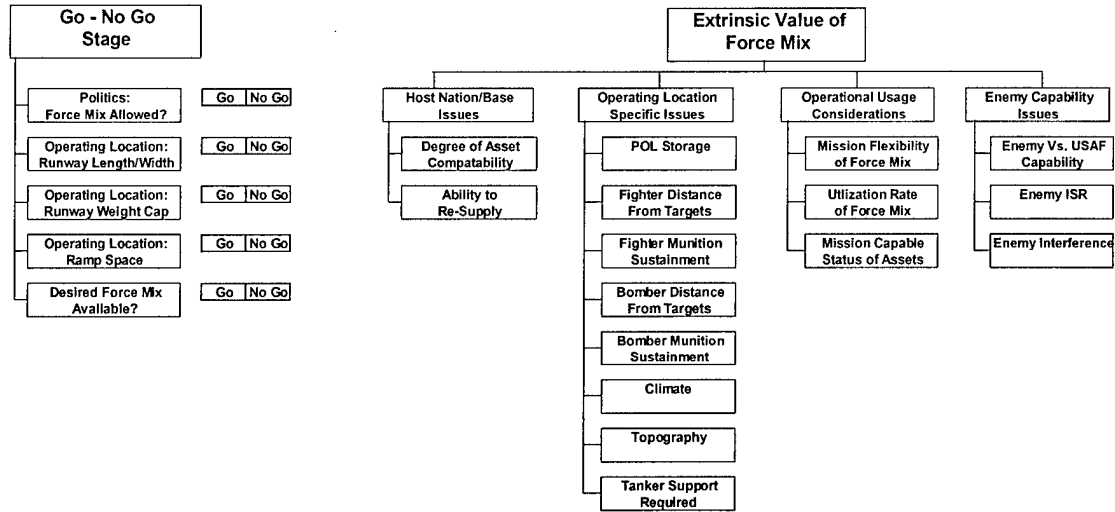 Go - No Go
Stage
Politics:
Force Mix Allowed?
Go No Go
Operating Location:
Runway Length/Width
Go No Go
Operating Location:
Runway Weight Cap
Go No Go
Operating Location:
Ramp Space
Go No Go
Desired Force Mix
Available?
Go No Go
Extrinsic Value of
Force Mix
Host Nation/Base
Issues
Degree of Asset
Compatability
Ability to
Re-Supply
Operating Location
Specific Issues
POL Storage
Fighter Distance
From Targets
Fighter Munition
Sustainment
Bomber Distance
From Targets
Bomber Munition
Sustainment
Climate
Topography
Tanker Support
Required
Operational Usage
Considerations
Mission Flexibility
of Force Mix
Utlization Rate
of Force Mix
Mission Capable
Status of Assets
Enemy Capability
Issues
Enemy Vs. USAF
Capability
Enemy ISR
Enemy Interference